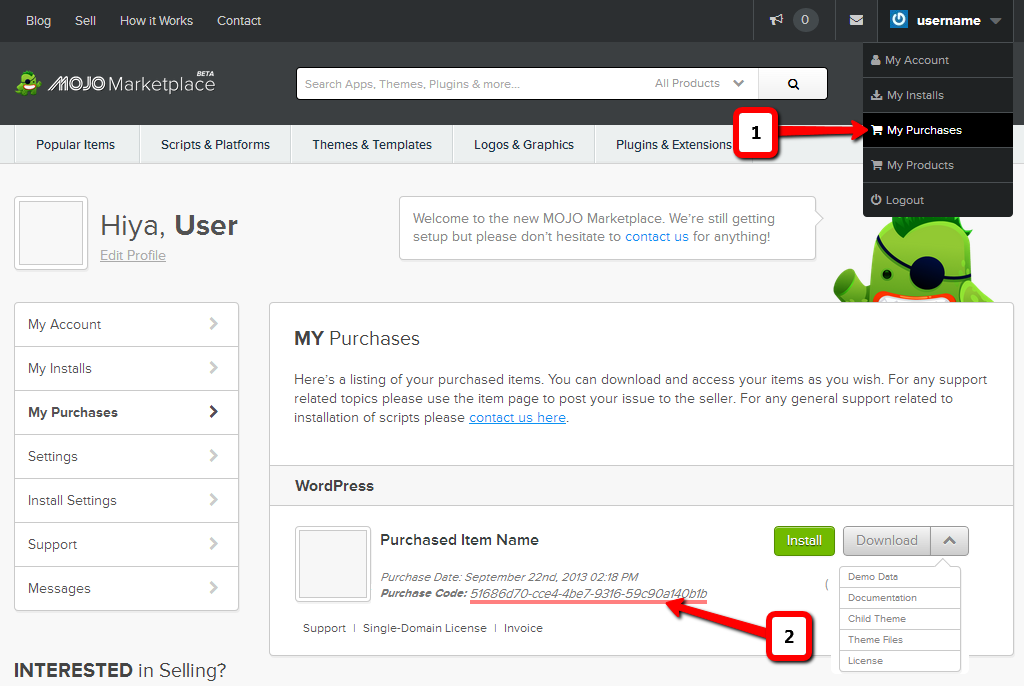 Blog Sell How it Works Contact 0 username
My Account
My Installs
My Purchases
My Products
Logout
MOJO Marketplace BETA
Search Apps, Themes, Plugins & more... All Products
1
Popular Items Scripts & Platforms Themes & Templates Logos & Graphics Plugins & Extensions
Hiya, User
Edit Profile
Welcome to the new MOJO Marketplace. We're still getting
setup but please don't hesitate to contact us for anything!
My Account
My Installs
My Purchases
Settings
Install Settings
Support
Messages
INTERESTED in Selling?
MY Purchases
Here's a listing of your purchased items. You can download and access your items as you wish. For any support
related topics please use the item page to post your issue to the seller. For any general support related to
installation of scripts please contact us here.
WordPress
Purchased Item Name
Install Download
Purchase Date: September 22nd, 2013 02:18 PM
Purchase Code: 51686d70-cce4-4be7-9316-59c90a140b1b
Support | Single-Domain License | Invoice
2
(
Demo Data
Documentation
Child Theme
Theme Files
License